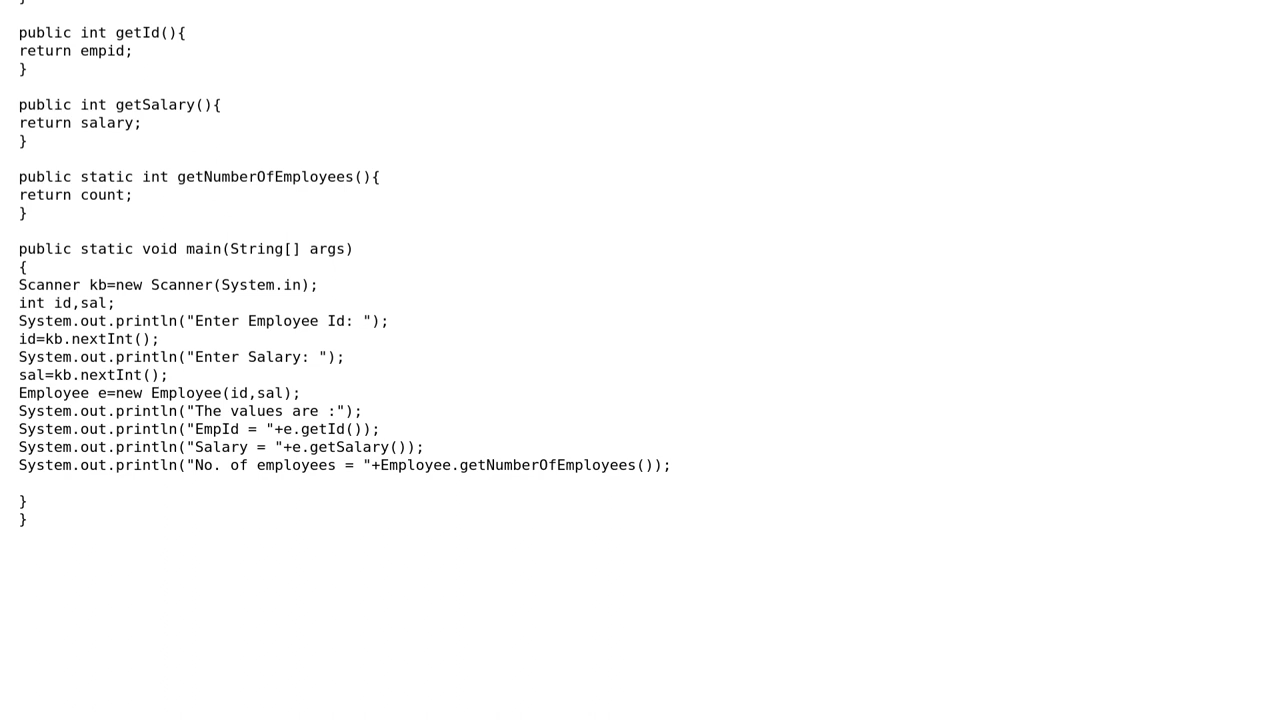 }
public int getId(){
return empid;
}
public int getSalary(){
return salary;
}
public static int getNumberOfEmployees(){
return count;
}
public static void main(String[] args)
{
Scanner kb=new Scanner(System.in);
int id,sal;
System.out.println("Enter Employee Id: ");
id=kb.nextInt();
System.out.println("Enter Salary: ");
sal=kb.nextInt();
Employee e=new Employee(id,sal);
System.out.println("The values are :");
System.out.println("EmpId = "+e.getId());
System.out.println("Salary = "+e.getSalary());
System.out.println("No. of employees = "+Employee.getNumberOfEmployees());
}
}